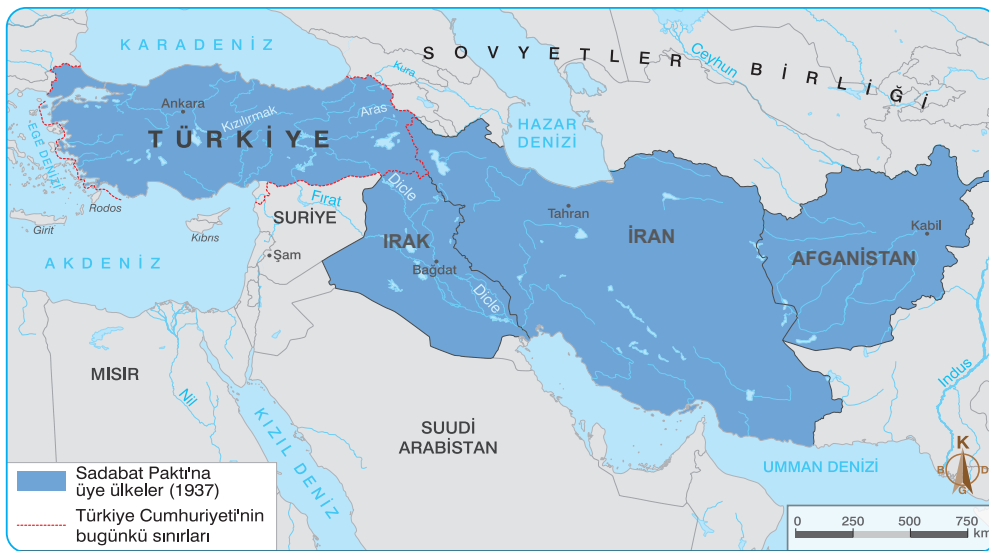 KARADENİZ
SOVYETLER BİRLİĞİ
Ceyhun
Kura
Ankara
Kızılırmak
Aras
TÜRKİYE
EGE DENİZİ
HAZAR
DENİZİ
Rodos
Girit
Kıbrıs
AKDENİZ
SURİYE
Fırat
Dicle
Şam
IRAK
Bağdat
Dicle
Tahran
İRAN
Kabil
AFGANİSTAN
MISIR
Nil
KIZIL DENİZ
SUUDİ
ARABİSTAN
UMMAN DENİZİ
Indus
K
B
D
G
Sadabat Paktı'na
üye ülkeler (1937)
Türkiye Cumhuriyeti'nin
bugünkü sınırları
0 250 500 750
km